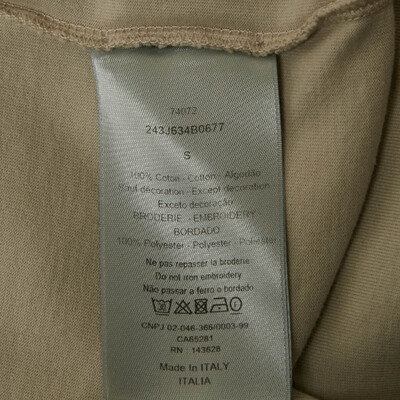 74072
243J634B0677
S
100% Coton - Cotton - Algodão
Sauf décoration - Except decoration
Exceto decoração
BRODERIE - EMBROIDERY
BORDADO
100% Polyester - Polyester - Poliester
Ne pas repasser la broderie
Do not iron embroidery
Não passar a ferro o bordado
CNPJ 02-046-366/0003-99
CA65281
RN : 143628
Made in ITALY
ITALIA